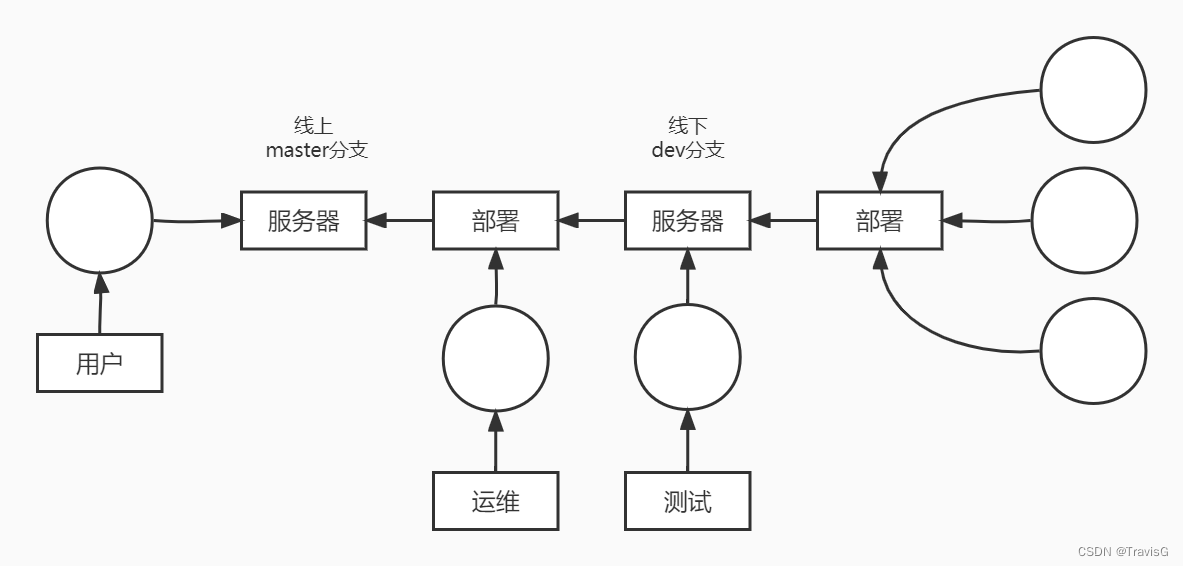 线上
master分支
线下
dev分支
服务器
部署
服务器
部署
用户
运维
测试
CSDN @TravisG